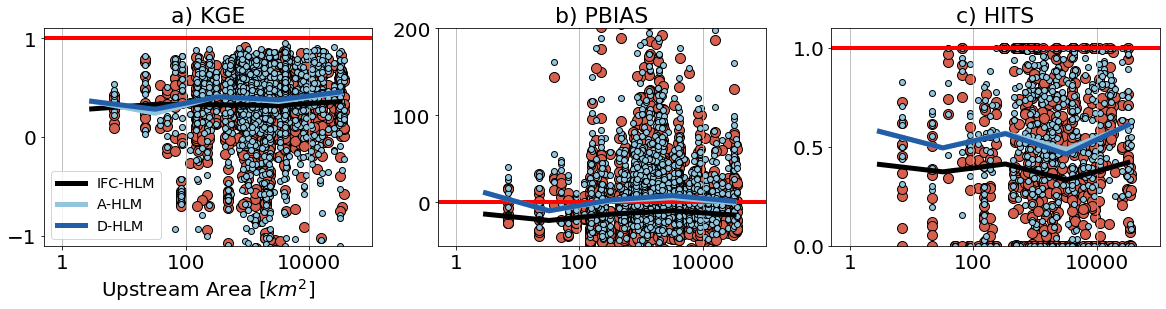 a) KGE
1
0
−1
1
100
10000
Upstream Area [km²]
IFC-HLM
A-HLM
D-HLM
b) PBIAS
200
100
0
1
100
10000
c) HITS
1.0
0.5
0.0
1
100
10000